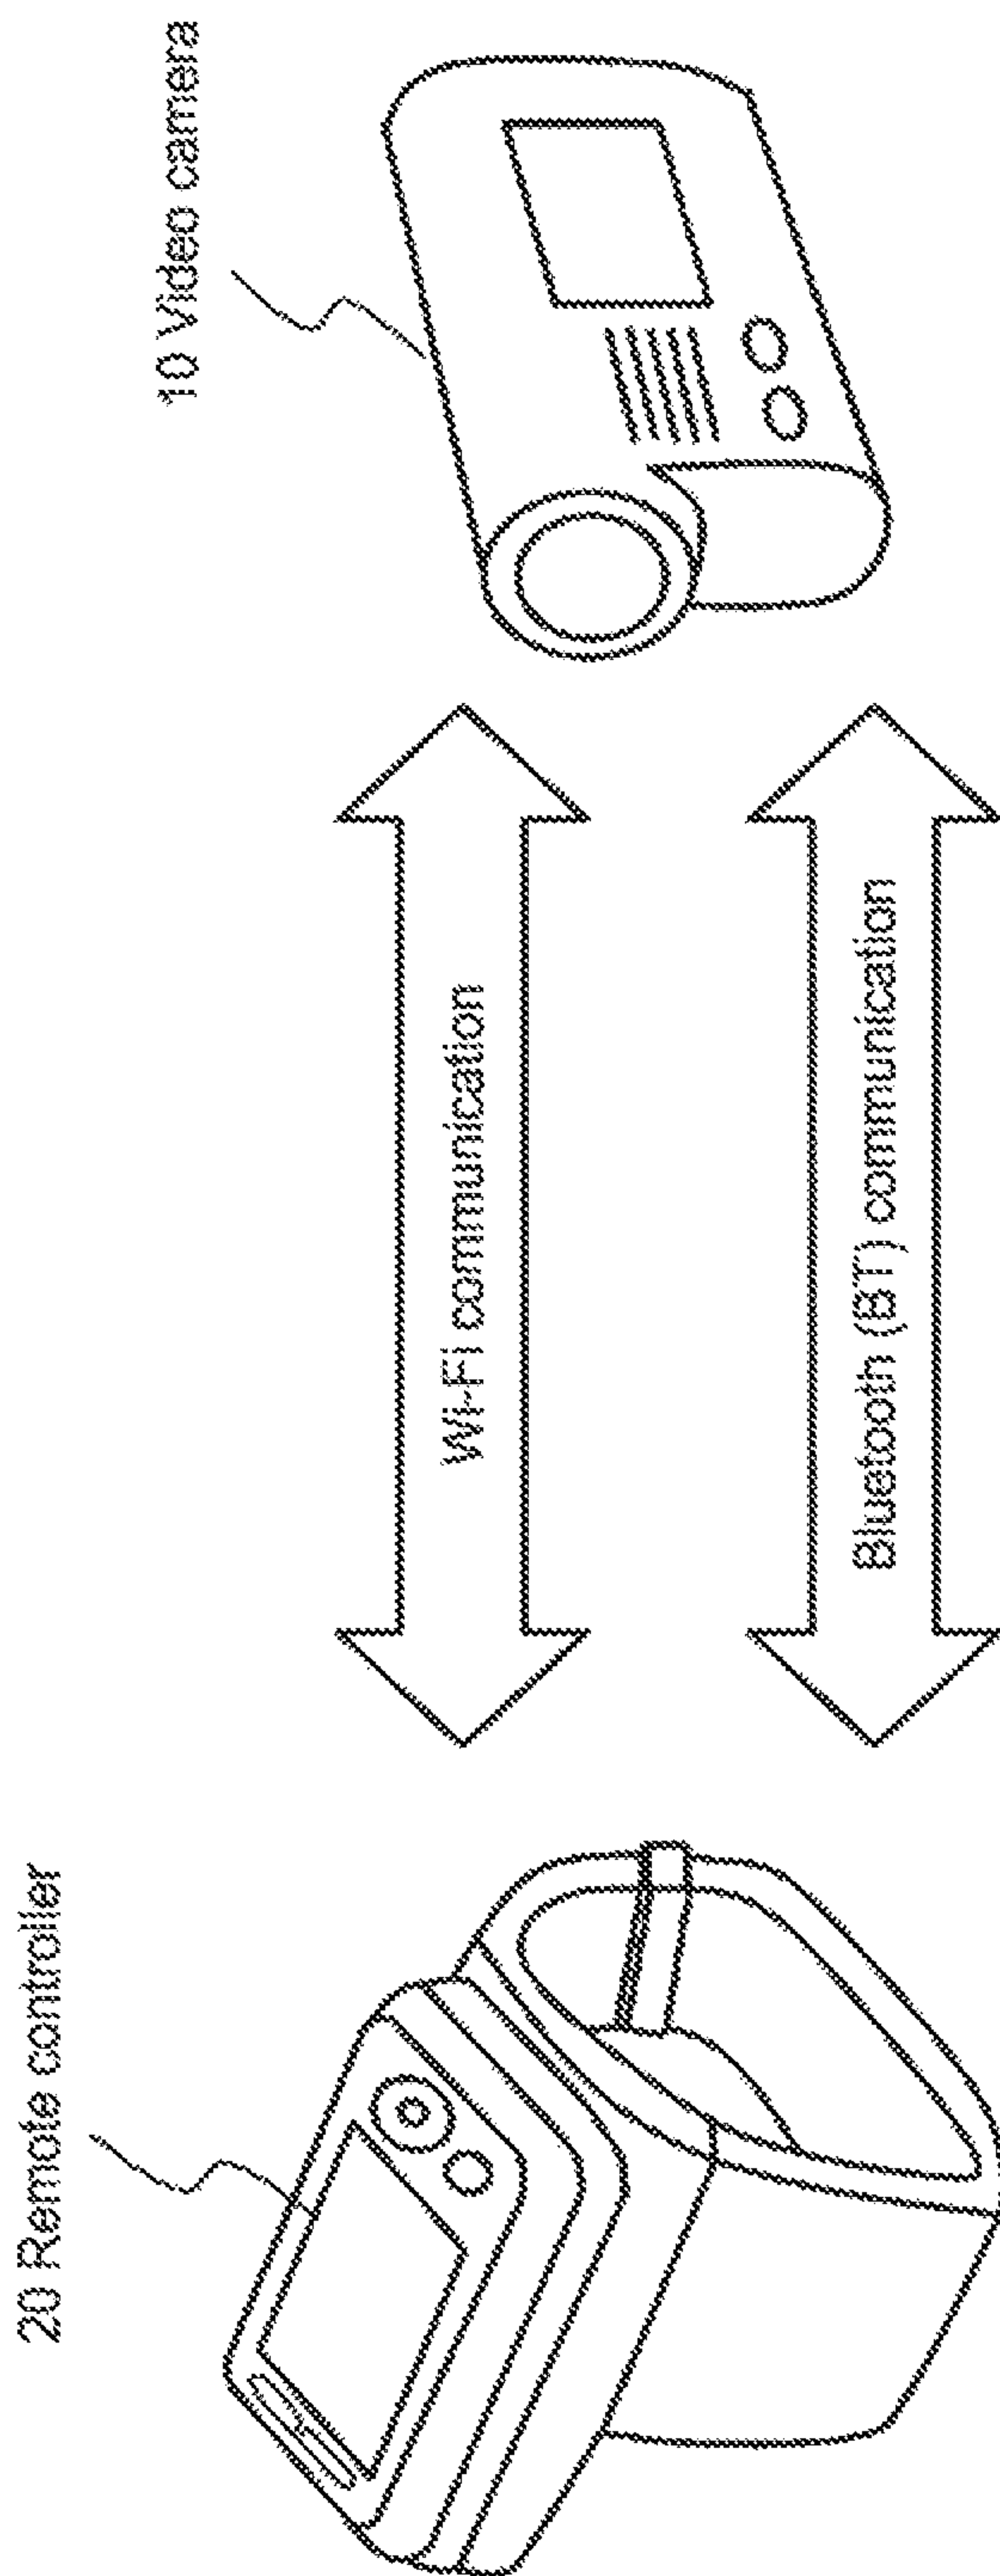 20 Remote controller
10 Video camera
Wi-Fi communication
Bluetooth (BT) communication